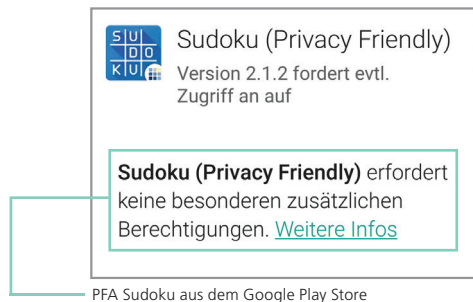 SU
DO
KU
Sudoku (Privacy Friendly)
Version 2.1.2 fordert evtl.
Zugriff an auf
Sudoku (Privacy Friendly) erfordert
keine besonderen zusätzlichen
Berechtigungen. Weitere Infos
PFA Sudoku aus dem Google Play Store